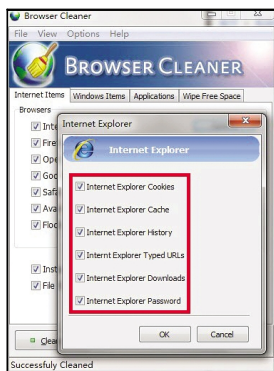 Browser Cleaner
File View Options Help
BROWSER CLEANER
Internet Items Windows Items Applications Wipe Free Space
Browsers
Internet Explorer
Internet Explorer
Internet Explorer Cookies
Internet Explorer Cache
Internet Explorer History
Internt Explorer Typed URLs
Internet Explorer Downloads
Internet Explorer Password
OK Cancel
Successfully Cleaned